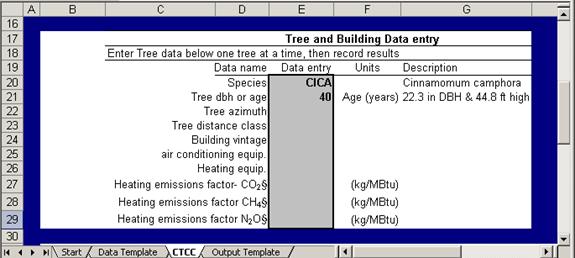 A B C D E F G
16
17 Tree and Building Data entry
18 Enter Tree data below one tree at a time, then record results
19 Data name Data entry Units Description
20 Species CICA Cinnamomum camphora
21 Tree dbh or age 40 Age (years) 22.3 in DBH & 44.8 ft high
22 Tree azimuth
23 Tree distance class
24 Building vintage
25 air conditioning equip.
26 Heating equip.
27 Heating emissions factor- CO₂§ (kg/MBtu)
28 Heating emissions factor CH₄§ (kg/MBtu)
29 Heating emissions factor N₂O§ (kg/MBtu)
30
Start Data Template CTCC Output Template